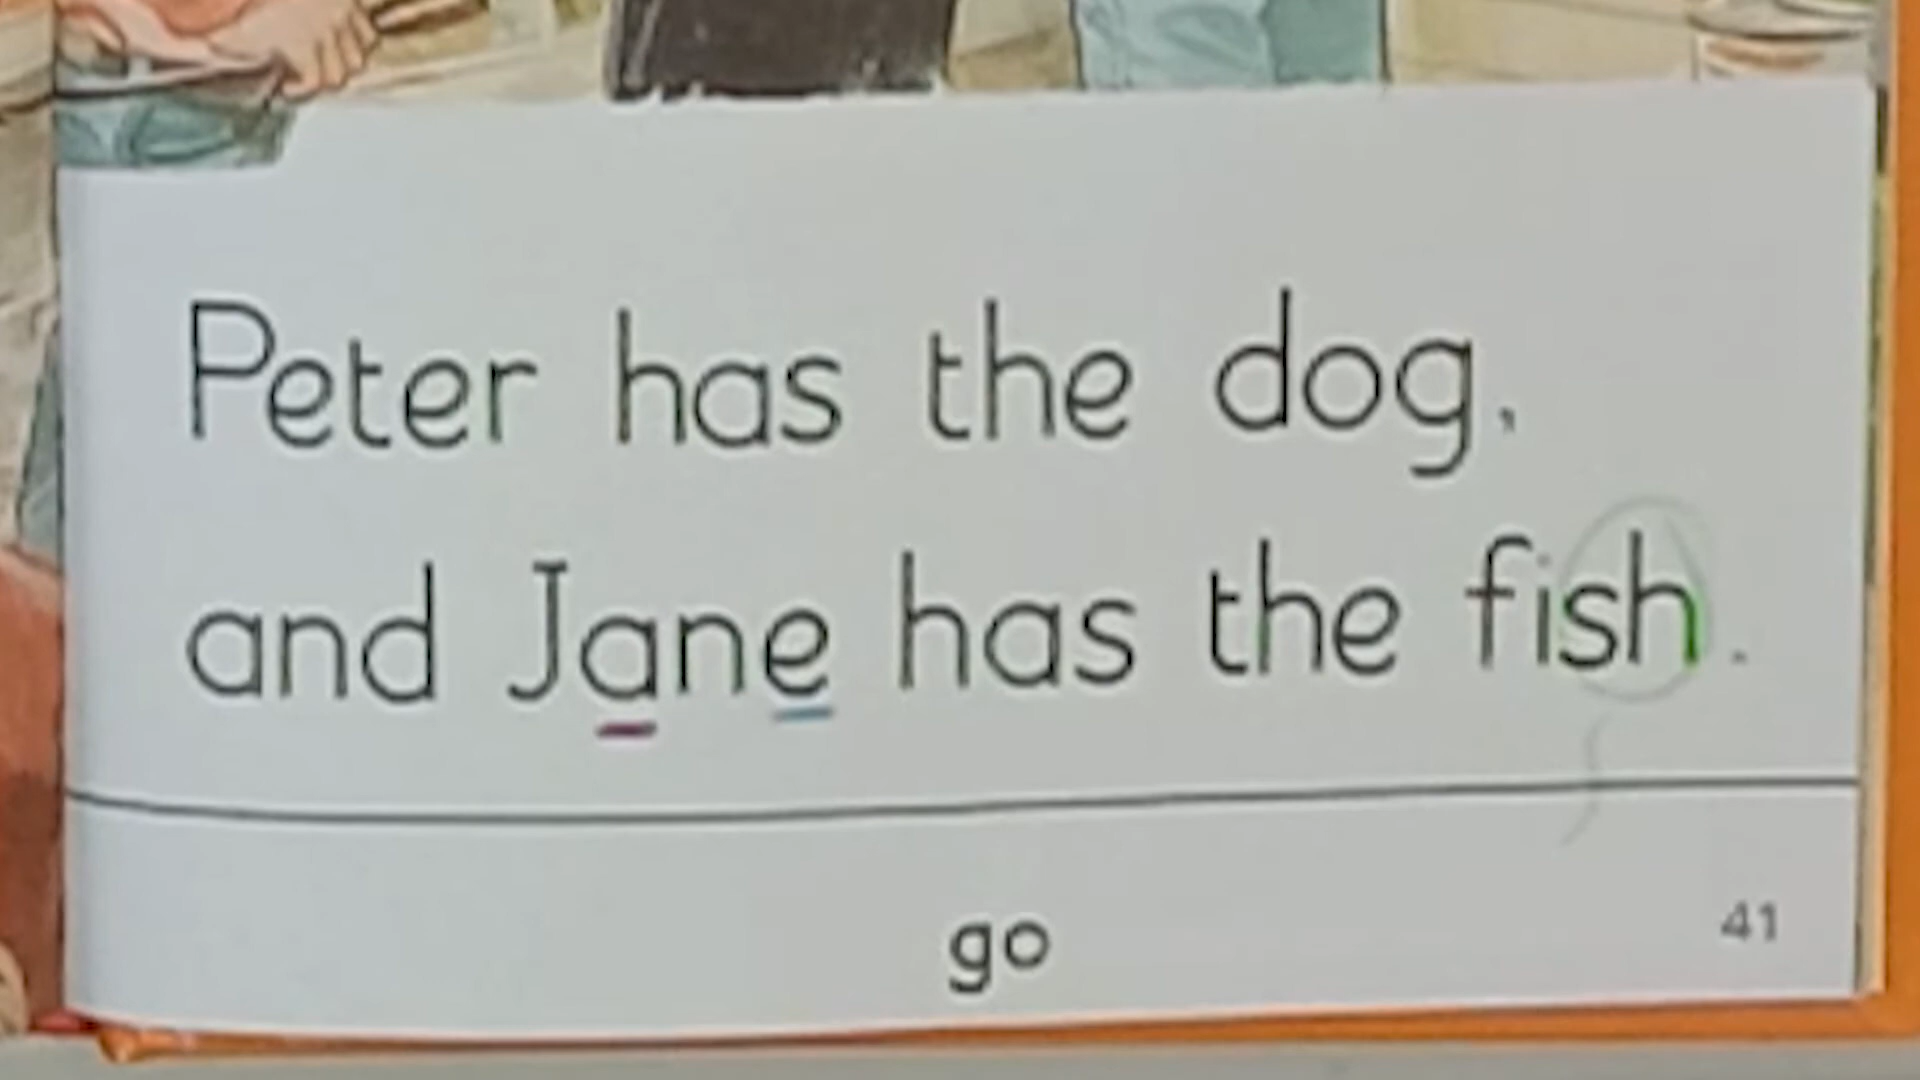 Peter has the dog,
and Jane has the fish.
go
41